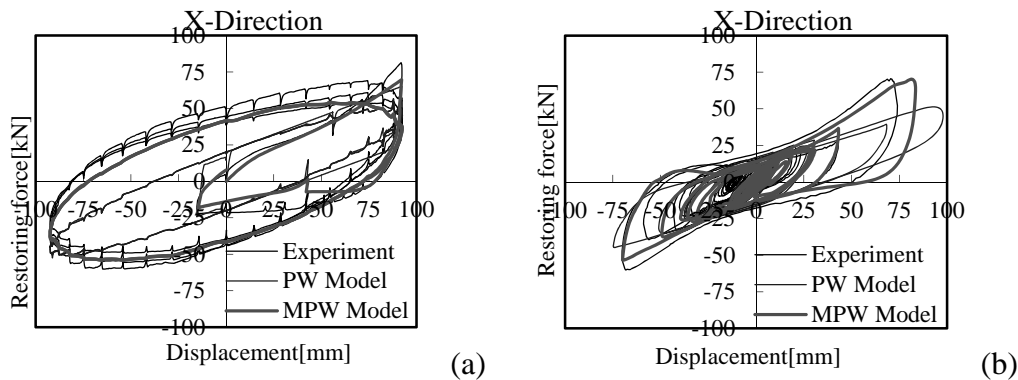 X-Direction
100
75
50
25
0
-100 -75 -50 -25 0 25 50 75 100
-25
-50
-75
-100
Restoring force[kN]
Experiment
PW Model
MPW Model
Displacement[mm]
(a)
X-Direction
100
75
50
25
0
-100 -75 -50 -25 0 25 50 75 100
-25
-50
-75
-100
Restoring force[kN]
Experiment
PW Model
MPW Model
Displacement[mm]
(b)